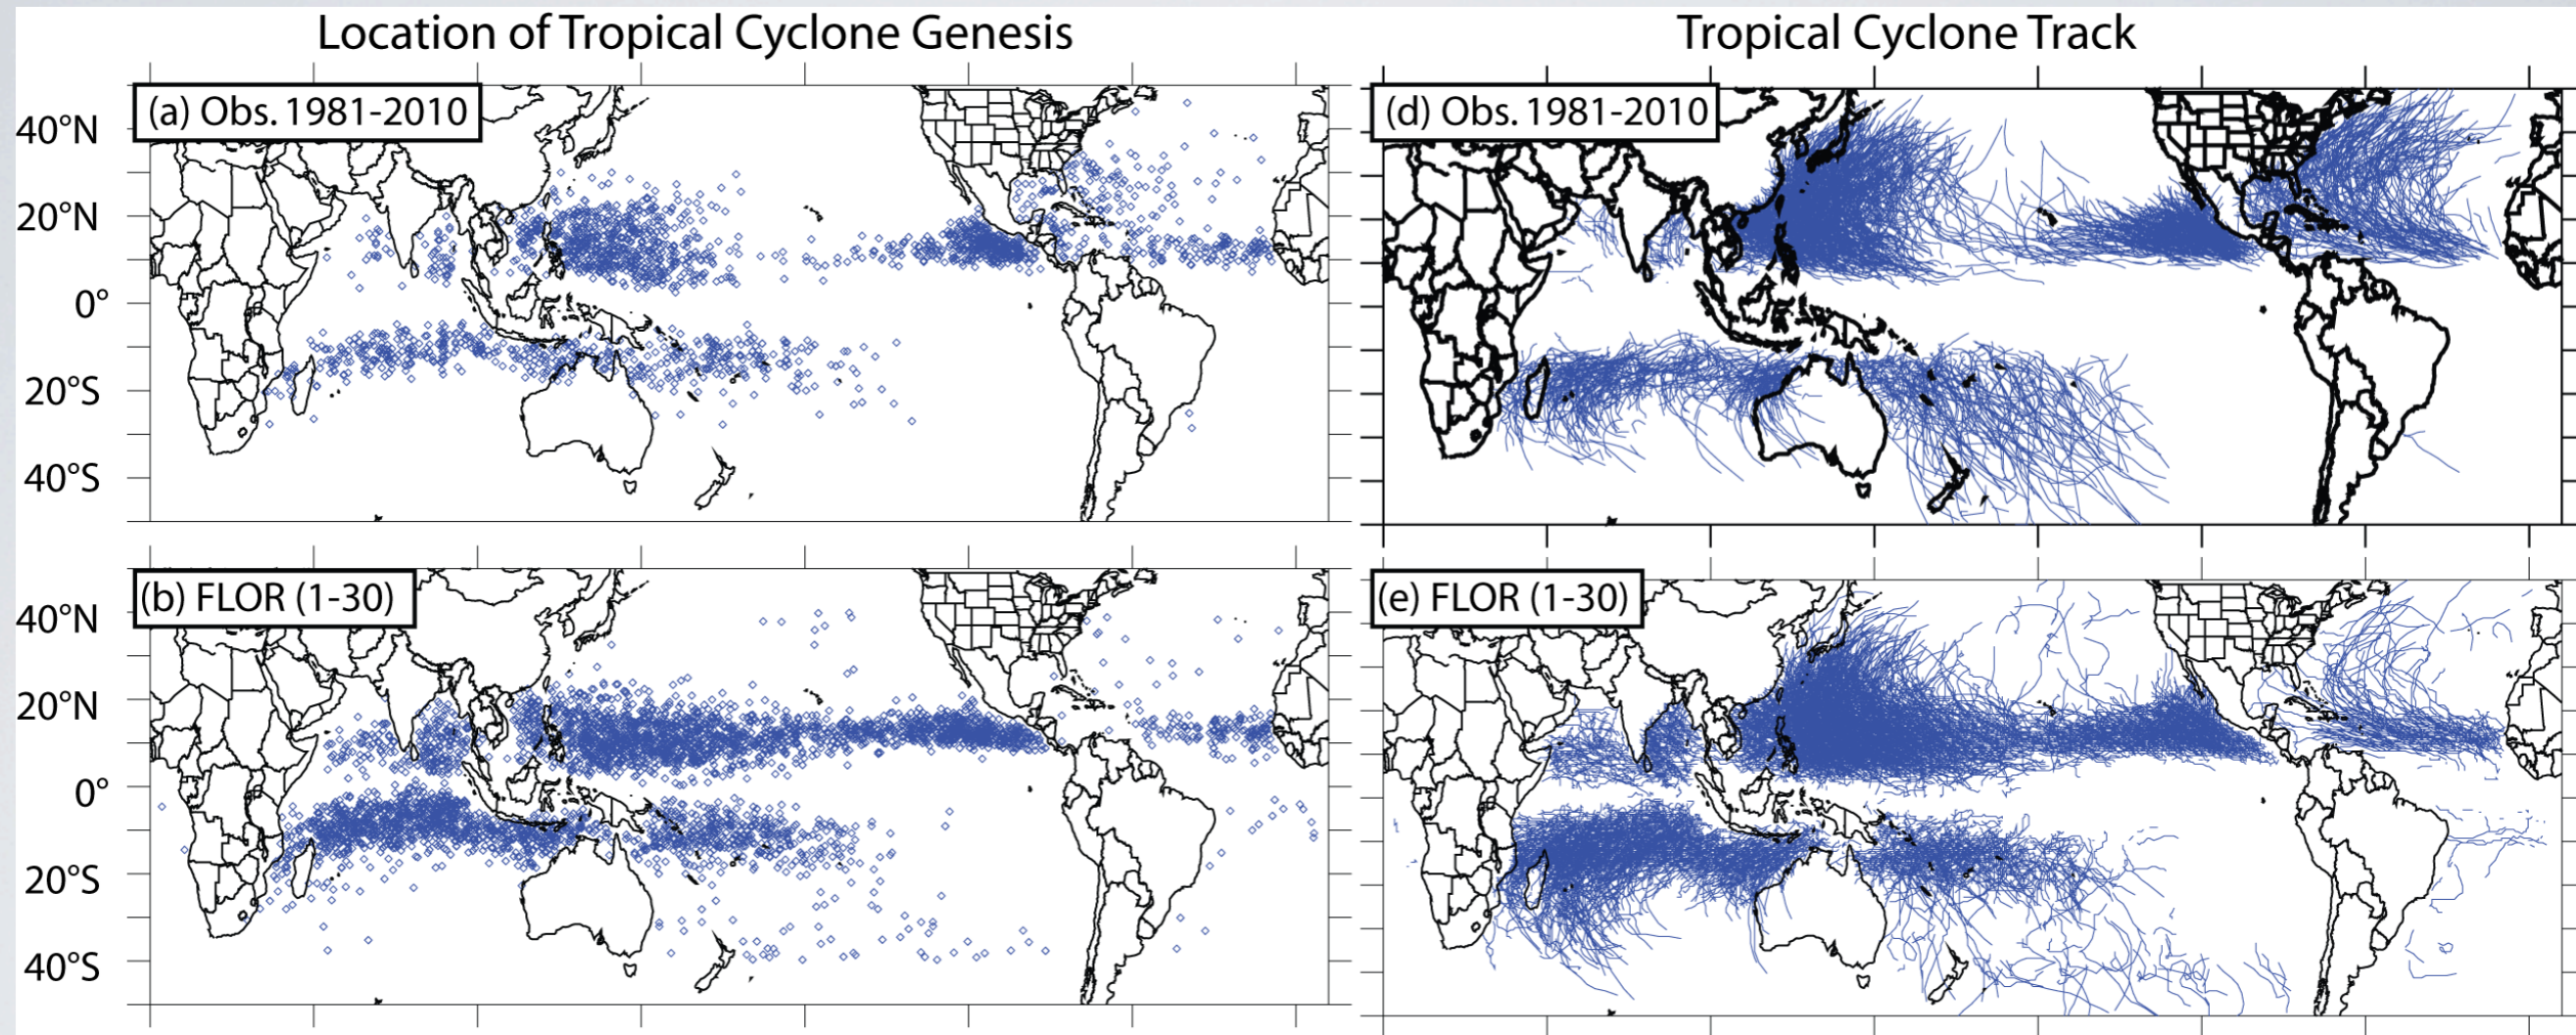 Location of Tropical Cyclone Genesis
Tropical Cyclone Track
(a) Obs. 1981-2010
40°N
20°N
0°
20°S
40°S
(d) Obs. 1981-2010
(b) FLOR (1-30)
40°N
20°N
0°
20°S
40°S
(e) FLOR (1-30)